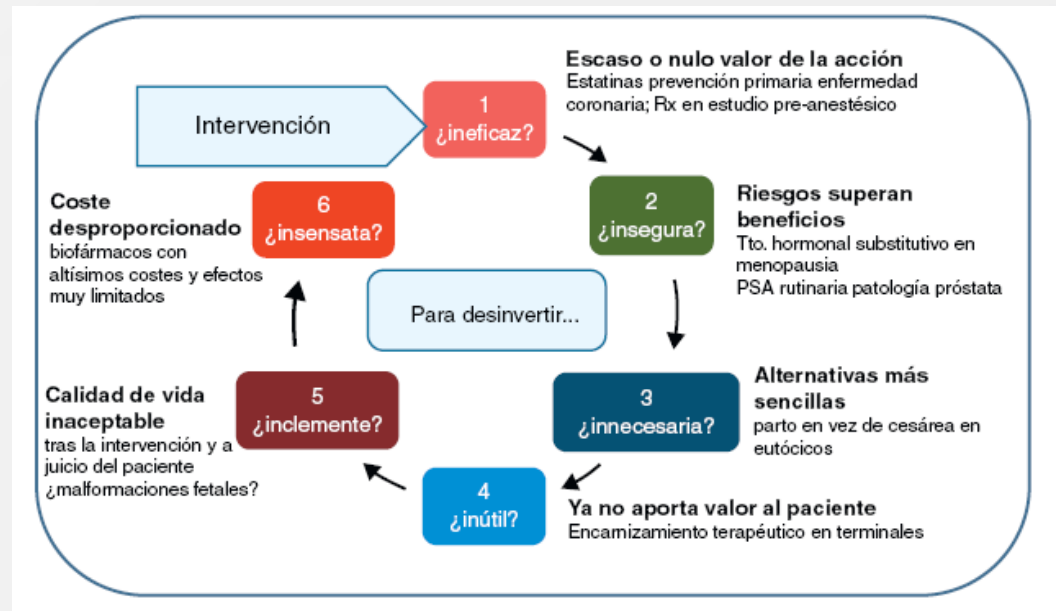 Intervención
1
¿ineficaz?
Escaso o nulo valor de la acción
Estatinas prevención primaria enfermedad
coronaria; Rx en estudio pre-anestésico
2
¿insegura?
Riesgos superan
beneficios
Tto. hormonal substitutivo en
menopausia
PSA rutinaria patología próstata
Para desinvertir...
3
¿innecesaria?
Alternativas más
sencillas
parto en vez de cesárea en
eutócicos
4
¿inútil?
Ya no aporta valor al paciente
Encarnizamiento terapéutico en terminales
5
¿inclemente?
Calidad de vida
inaceptable
tras la intervención y a
juicio del paciente
¿malformaciones fetales?
6
¿insensata?
Coste
desproporcionado
biofármacos con
altísimos costes y efectos
muy limitados